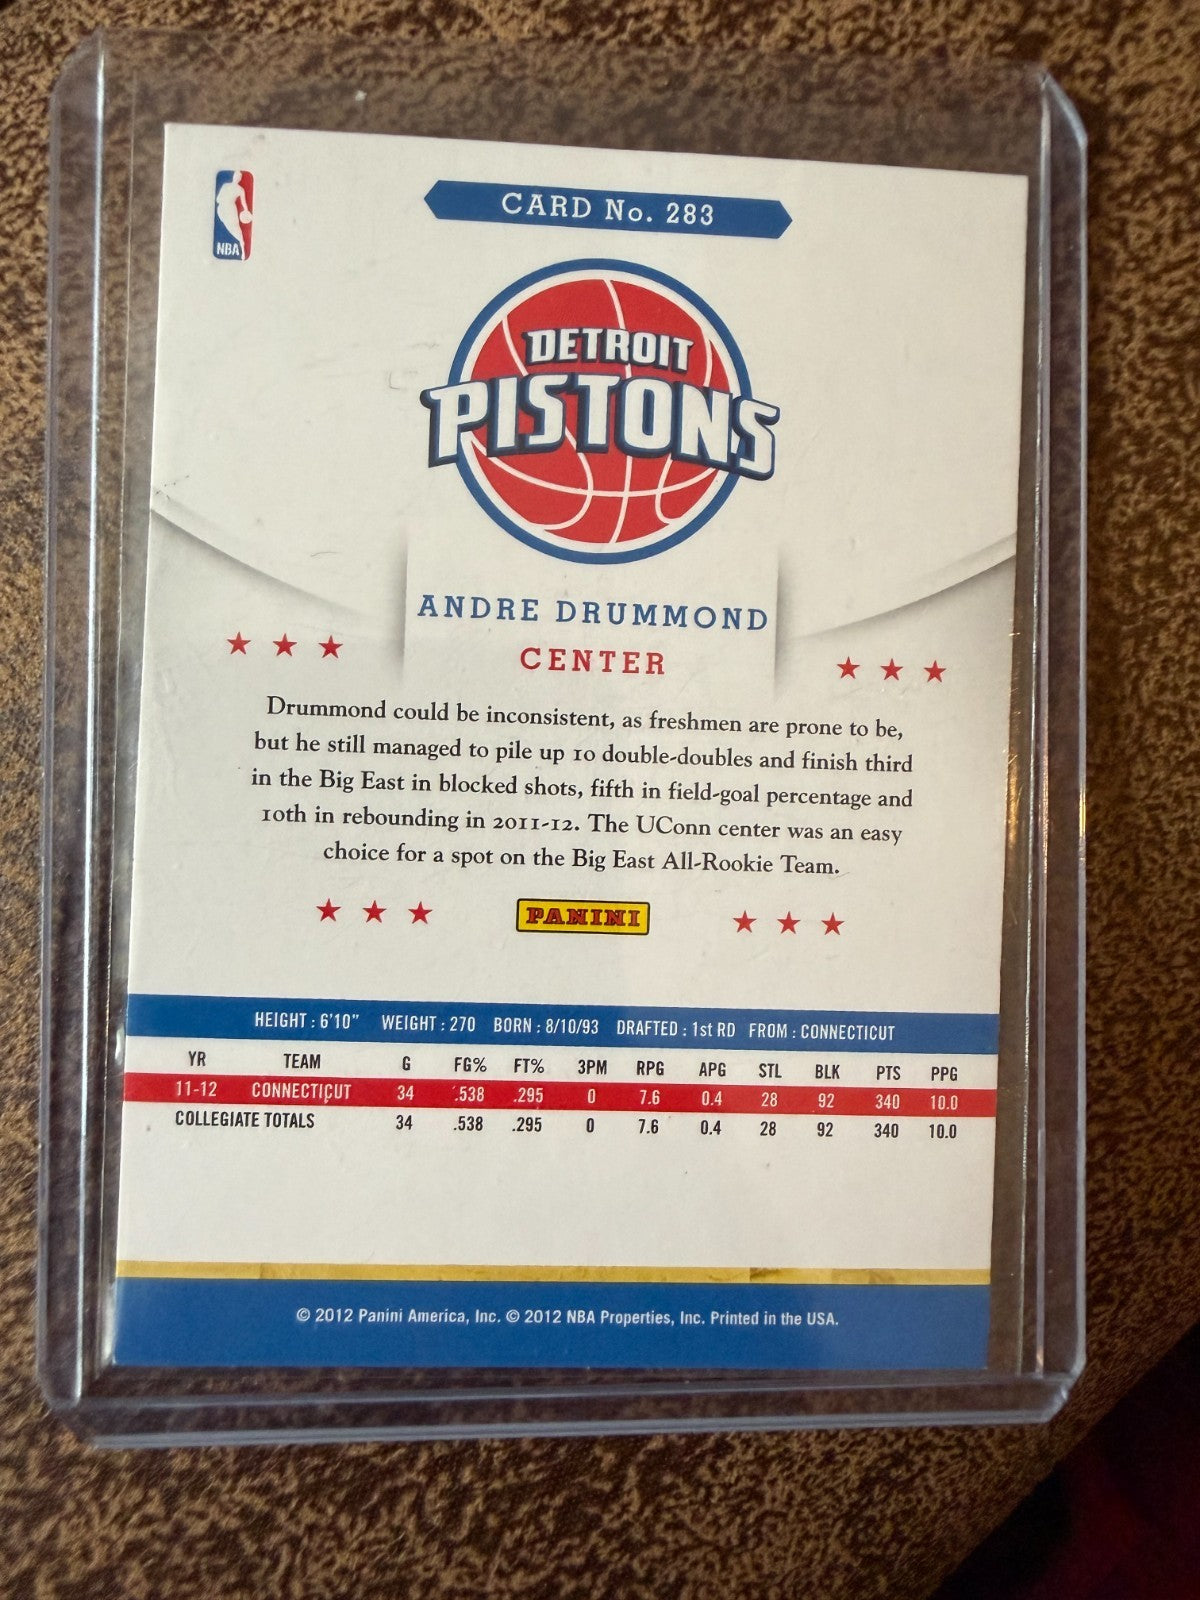 NBA
CARD No. 283
DETROIT
PISTONS
ANDRE DRUMMOND
CENTER
Drummond could be inconsistent, as freshmen are prone to be,
but he still managed to pile up 10 double-doubles and finish third
in the Big East in blocked shots, fifth in field-goal percentage and
10th in rebounding in 2011-12. The UConn center was an easy
choice for a spot on the Big East All-Rookie Team.
PANINI
HEIGHT : 6'10" WEIGHT : 270 BORN : 8/10/93 DRAFTED : 1st RD FROM : CONNECTICUT
YR TEAM G FG% FT% 3PM RPG APG STL BLK PTS PPG
11-12 CONNECTICUT 34 .538 .295 0 7.6 0.4 28 92 340 10.0
COLLEGIATE TOTALS 34 .538 .295 0 7.6 0.4 28 92 340 10.0
© 2012 Panini America, Inc. © 2012 NBA Properties, Inc. Printed in the USA.